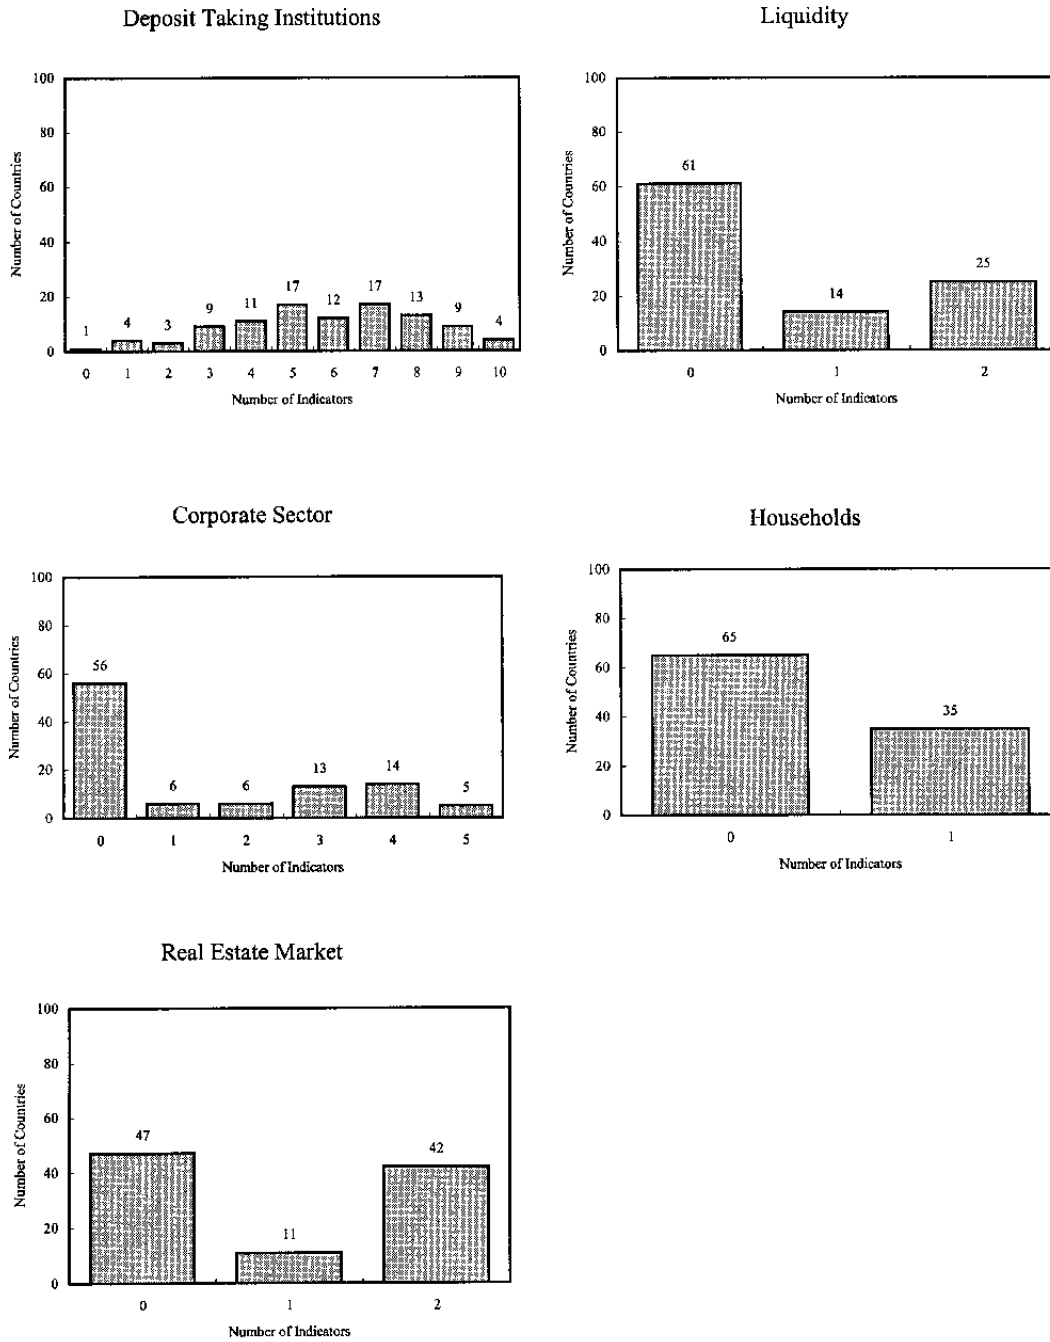 Deposit Taking Institutions
100
80
60
40
20
0
Number of Countries
1 4 3 9 11 17 12 17 13 9 4
0 1 2 3 4 5 6 7 8 9 10
Number of Indicators
Liquidity
100
80
60
40
20
0
Number of Countries
61 14 25
0 1 2
Number of Indicators
Corporate Sector
100
80
60
40
20
0
Number of Countries
56 6 6 13 14 5
0 1 2 3 4 5
Number of Indicators
Households
100
80
60
40
20
0
Number of Countries
65 35
0 1
Number of Indicators
Real Estate Market
100
80
60
40
20
0
Number of Countries
47 11 42
0 1 2
Number of Indicators